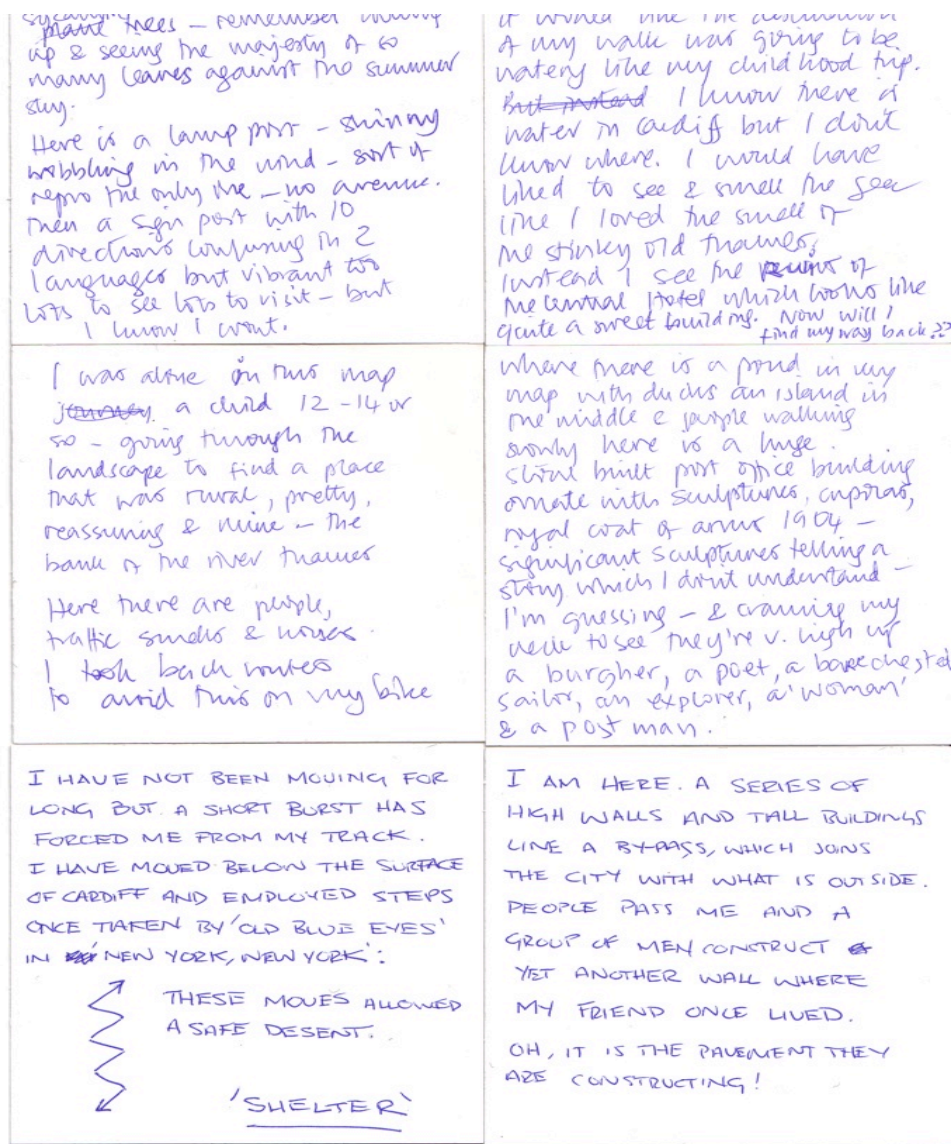 plane trees – remember looking
up & seeing the majesty of so
many leaves against the summer
sky.
Here is a lamp post – shinny
wobbling in the wind – sort of
repro the only one – no avenue.
Then a sign post with 10
directions confusing in 2
languages but vibrant too
lots to see lots to visit – but
I know I wont.
it looked like the destination
of my walk was going to be
watery like my childhood trip.
But instead I know there is
water in cardiff but I don't
know where. I would have
liked to see & smell the sea
like I loved the smell of
the stinky old thames,
Instead I see the ruins of
the central Hotel which looks like
quite a sweet building. Now will I
find my way back??
I was alone on this map
journey a child 12-14 or
so – going through the
landscape to find a place
that was rural, pretty,
reassuring & mine – the
bank of the river thames
Here there are people,
traffic smells & noises.
I took back routes
to avoid this on my bike
where there is a pond in my
map with ducks an island in
the middle & people walking
slowly here is a huge.
stone built post office building
ornate with sculptures, cupolas,
royal coat of arms 1904 –
significant sculptures telling a
story which I don't understand –
I'm guessing – & craning my
neck to see they're v. high up
a burgher, a poet, a barechested
sailor, an explorer, a 'woman'
& a post man.
I HAVE NOT BEEN MOVING FOR
LONG BUT A SHORT BURST HAS
FORCED ME FROM MY TRACK.
I HAVE MOVED BELOW THE SURFACE
OF CARDIFF AND EMPLOYED STEPS
ONCE TAKEN BY 'OLD BLUE EYES'
IN 'NEW YORK, NEW YORK':
THESE MOVES ALLOWED
A SAFE DESENT.
'SHELTER'
I AM HERE. A SERIES OF
HIGH WALLS AND TALL BUILDINGS
LINE A BY-PASS, WHICH JOINS
THE CITY WITH WHAT IS OUTSIDE.
PEOPLE PASS ME AND A
GROUP OF MEN CONSTRUCT
YET ANOTHER WALL WHERE
MY FRIEND ONCE LIVED.
OH, IT IS THE PAVEMENT THEY
ARE CONSTRUCTING!